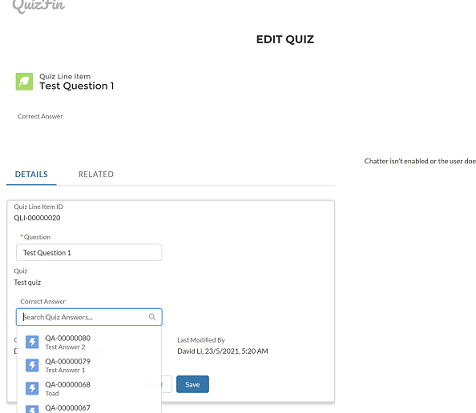 QuizFin
EDIT QUIZ
Quiz Line Item
Test Question 1
Correct Answer
Chatter isn't enabled or the user doe
DETAILS
RELATED
Quiz Line Item ID
QLI-00000020
* Question
Test Question 1
Quiz
Test quiz
Correct Answer
Search Quiz Answers...
QA-00000080
Test Answer 2
QA-00000079
Test Answer 1
QA-00000068
Toad
QA-00000067
Last Modified By
David Li, 23/5/2021, 5:20 AM
Save